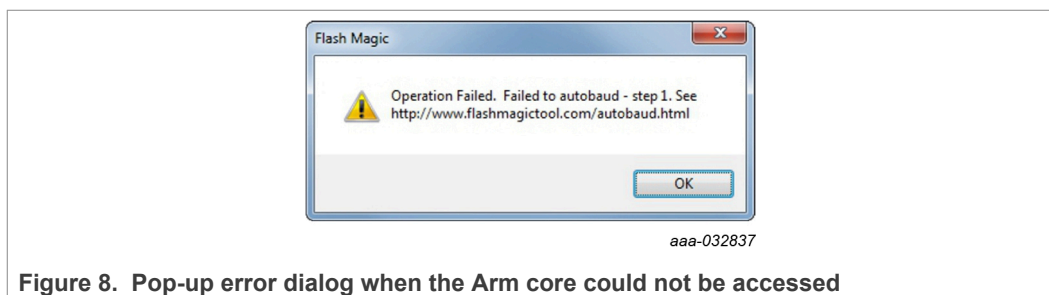 Flash Magic
Operation Failed. Failed to autobaud - step 1. See
http://www.flashmagictool.com/autobaud.html
OK
aaa-032837
Figure 8. Pop-up error dialog when the Arm core could not be accessed